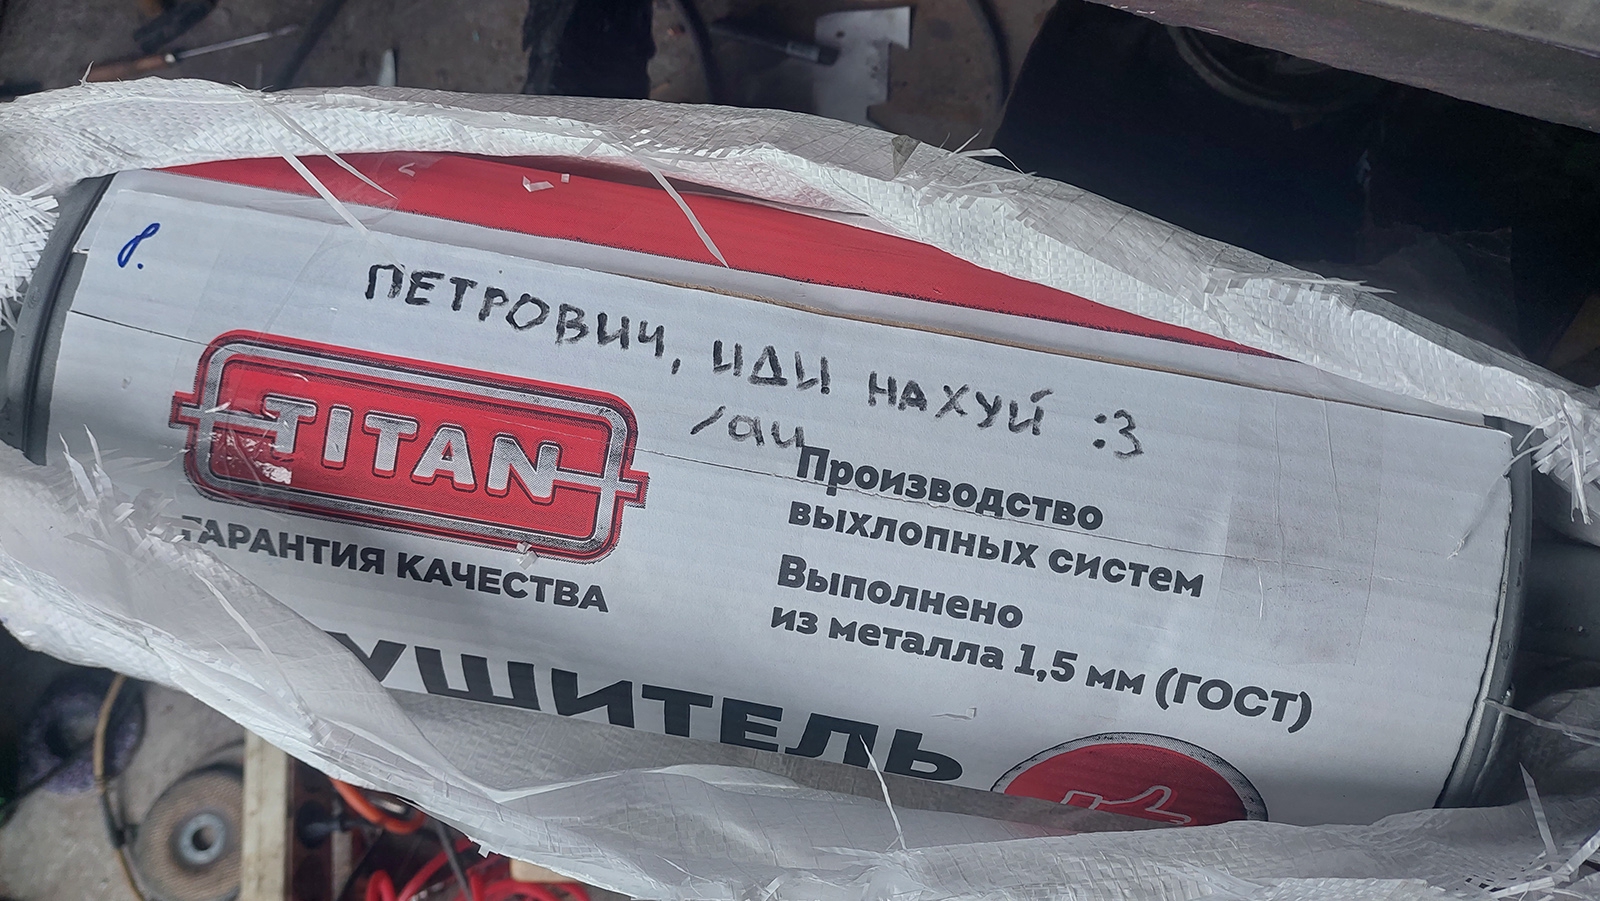 8.
ПЕТРОВИЧ, ИДИ НАХУЙ :3
/ац
TITAN
ГАРАНТИЯ КАЧЕСТВА
Производство
выхлопных систем
Выполнено
из металла 1,5 мм (ГОСТ)
УШИТЕЛЬ